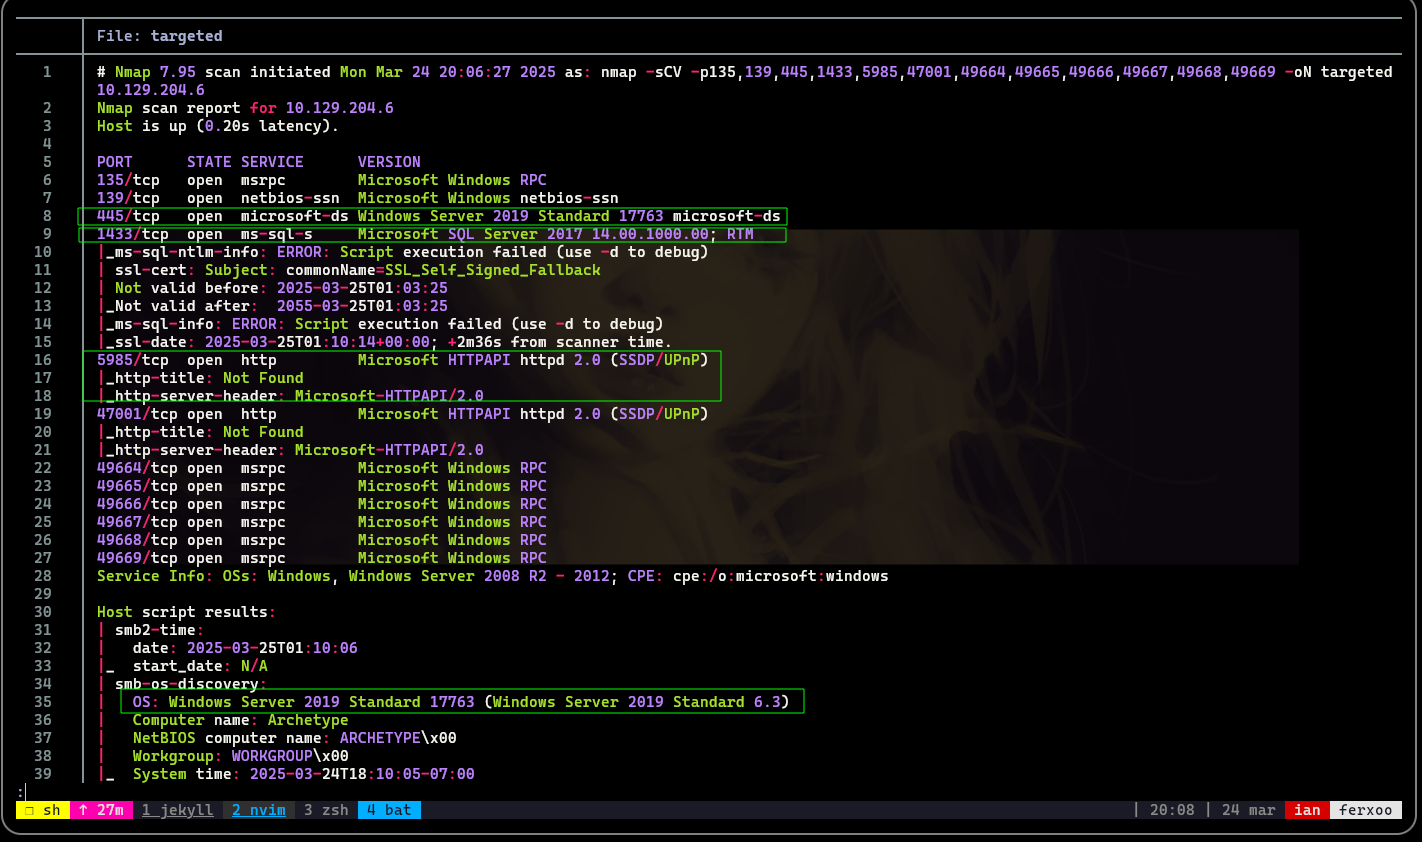 File: targeted
1 # Nmap 7.95 scan initiated Mon Mar 24 20:06:27 2025 as: nmap -sCV -p135,139,445,1433,5985,47001,49664,49665,49666,49667,49668,49669 -oN targeted
10.129.204.6
2 Nmap scan report for 10.129.204.6
3 Host is up (0.20s latency).
4
5 PORT      STATE SERVICE      VERSION
6 135/tcp   open  msrpc        Microsoft Windows RPC
7 139/tcp   open  netbios-ssn  Microsoft Windows netbios-ssn
8 445/tcp   open  microsoft-ds Windows Server 2019 Standard 17763 microsoft-ds
9 1433/tcp  open  ms-sql-s     Microsoft SQL Server 2017 14.00.1000.00; RTM
10 |_ms-sql-ntlm-info: ERROR: Script execution failed (use -d to debug)
11 | ssl-cert: Subject: commonName=SSL_Self_Signed_Fallback
12 | Not valid before: 2025-03-25T01:03:25
13 |_Not valid after:  2055-03-25T01:03:25
14 |_ms-sql-info: ERROR: Script execution failed (use -d to debug)
15 |_ssl-date: 2025-03-25T01:10:14+00:00; +2m36s from scanner time.
16 5985/tcp  open  http         Microsoft HTTPAPI httpd 2.0 (SSDP/UPnP)
17 |_http-title: Not Found
18 |_http-server-header: Microsoft-HTTPAPI/2.0
19 47001/tcp open  http         Microsoft HTTPAPI httpd 2.0 (SSDP/UPnP)
20 |_http-title: Not Found
21 |_http-server-header: Microsoft-HTTPAPI/2.0
22 49664/tcp open  msrpc        Microsoft Windows RPC
23 49665/tcp open  msrpc        Microsoft Windows RPC
24 49666/tcp open  msrpc        Microsoft Windows RPC
25 49667/tcp open  msrpc        Microsoft Windows RPC
26 49668/tcp open  msrpc        Microsoft Windows RPC
27 49669/tcp open  msrpc        Microsoft Windows RPC
28 Service Info: OSs: Windows, Windows Server 2008 R2 - 2012; CPE: cpe:/o:microsoft:windows
29
30 Host script results:
31 | smb2-time:
32 |   date: 2025-03-25T01:10:06
33 |_  start_date: N/A
34 | smb-os-discovery:
35 |   OS: Windows Server 2019 Standard 17763 (Windows Server 2019 Standard 6.3)
36 |   Computer name: Archetype
37 |   NetBIOS computer name: ARCHETYPE\x00
38 |   Workgroup: WORKGROUP\x00
39 |_  System time: 2025-03-24T18:10:05-07:00
:
❐ sh ↑ 27m 1 jekyll 2 nvim 3 zsh 4 bat | 20:08 | 24 mar ian ferxoo